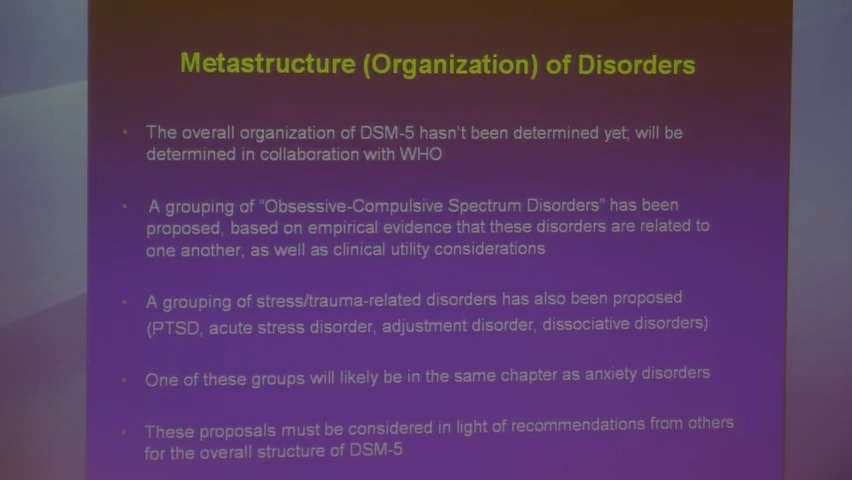 Metastructure (Organization) of Disorders
• The overall organization of DSM-5 hasn't been determined yet; will be
determined in collaboration with WHO
• A grouping of "Obsessive-Compulsive Spectrum Disorders" has been
proposed, based on empirical evidence that these disorders are related to
one another, as well as clinical utility considerations
• A grouping of stress/trauma-related disorders has also been proposed
(PTSD, acute stress disorder, adjustment disorder, dissociative disorders)
• One of these groups will likely be in the same chapter as anxiety disorders
• These proposals must be considered in light of recommendations from others
for the overall structure of DSM-5